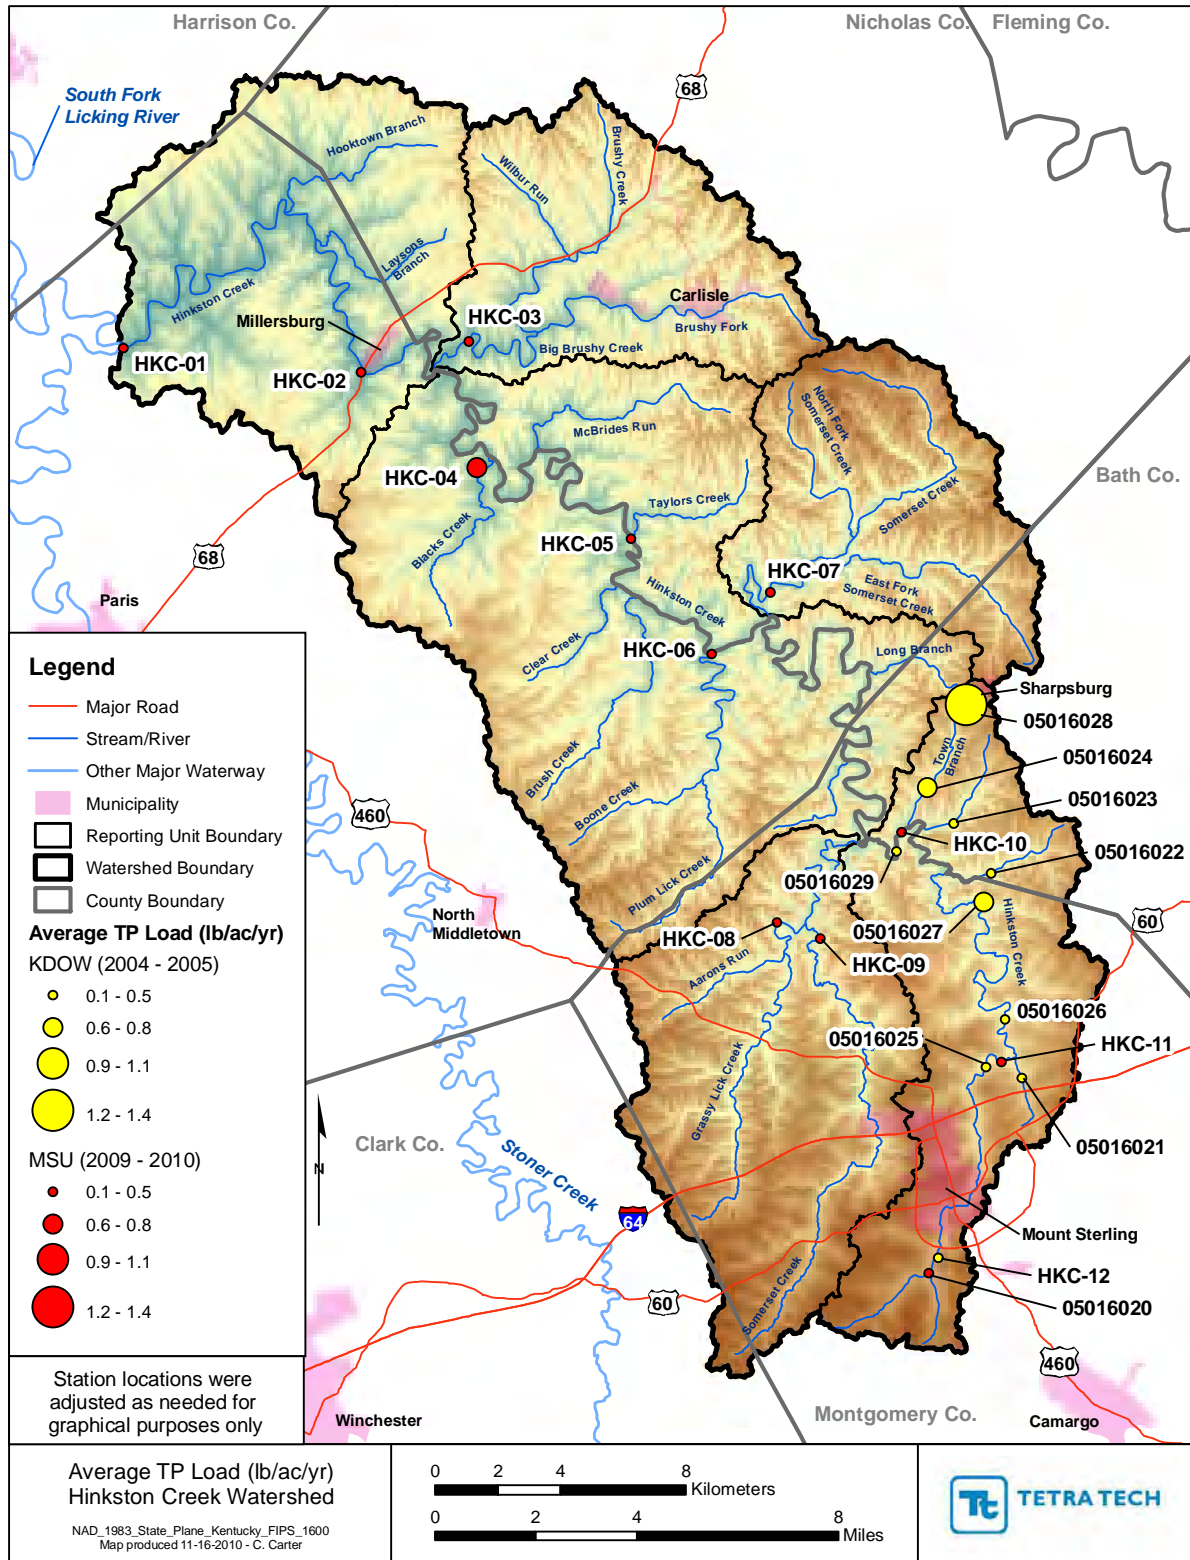 Harrison Co.
Nicholas Co.
Fleming Co.
68
South Fork
Licking River
Hooktown Branch
Wilbur Run
Brushy Creek
Laysons
Branch
Hinkston Creek
Millersburg
Carlisle
HKC-03
Brushy Fork
Big Brushy Creek
HKC-01
HKC-02
North Fork
Somerset Creek
McBrides Run
HKC-04
Bath Co.
Taylors Creek
Somerset Creek
Blacks Creek
HKC-05
68
HKC-07
East Fork
Somerset Creek
Paris
Hinkston Creek
Clear Creek
HKC-06
Long Branch
Sharpsburg
05016028
Town
Branch
05016024
Brush Creek
05016023
Boone Creek
HKC-10
05016022
460
05016029
Plum Lick Creek
North
Middletown
05016027
Hinkston Creek
60
HKC-08
HKC-09
Aarons Run
05016026
05016025
HKC-11
Grassy Lick Creek
05016021
Clark Co.
Stoner Creek
64
Mount Sterling
HKC-12
Somerset Creek
60
05016020
460
Montgomery Co.
Winchester
Camargo
N
Legend
Major Road
Stream/River
Other Major Waterway
Municipality
Reporting Unit Boundary
Watershed Boundary
County Boundary
Average TP Load (lb/ac/yr)
KDOW (2004 - 2005)
0.1 - 0.5
0.6 - 0.8
0.9 - 1.1
1.2 - 1.4
MSU (2009 - 2010)
0.1 - 0.5
0.6 - 0.8
0.9 - 1.1
1.2 - 1.4
Station locations were
adjusted as needed for
graphical purposes only
Average TP Load (lb/ac/yr)
Hinkston Creek Watershed
NAD_1983_State_Plane_Kentucky_FIPS_1600
Map produced 11-16-2010 - C. Carter
0 2 4 8
Kilometers
0 2 4 8
Miles
Tt TETRA TECH